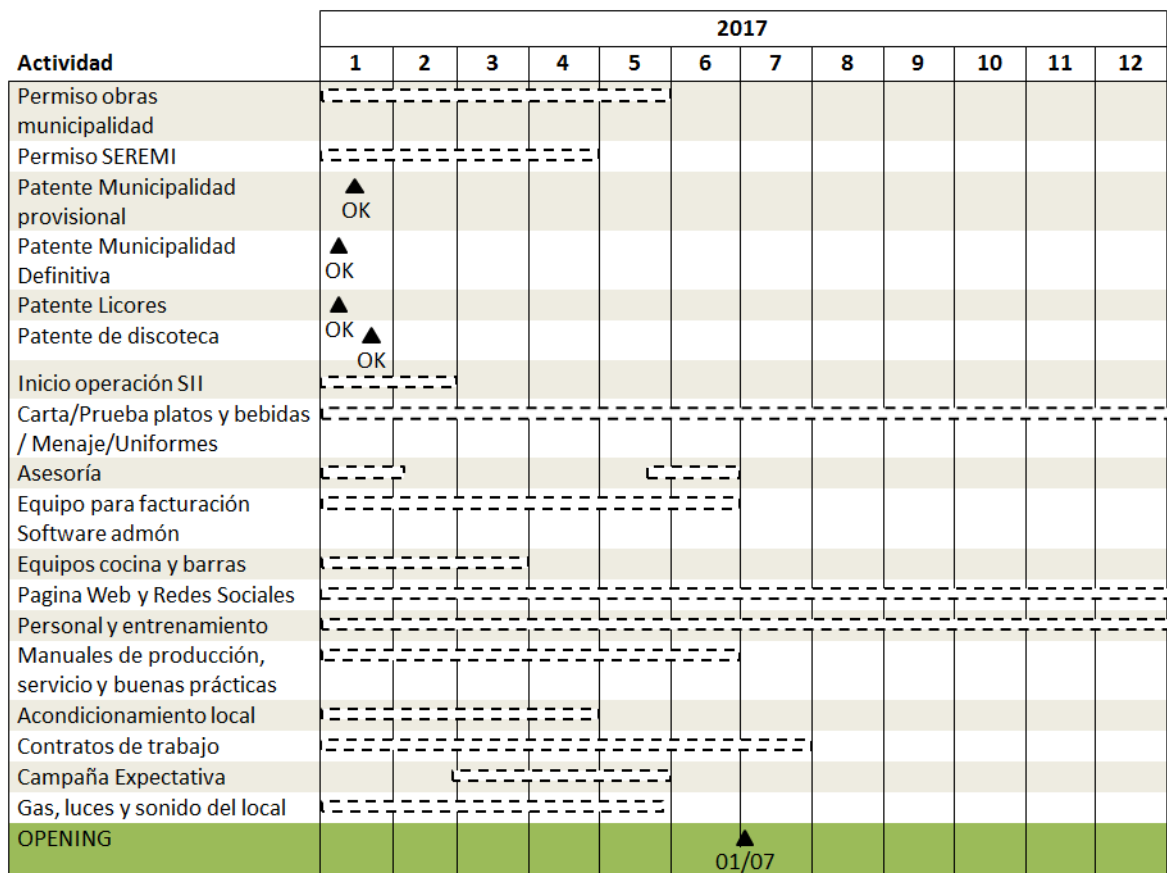 2017
Actividad 1 2 3 4 5 6 7 8 9 10 11 12
Permiso obras
municipalidad
Permiso SEREMI
Patente Municipalidad
provisional
OK
Patente Municipalidad
Definitiva
OK
Patente Licores
OK
Patente de discoteca
OK
Inicio operación SII
Carta/Prueba platos y bebidas
/ Menaje/Uniformes
Asesoría
Equipo para facturación
Software admón
Equipos cocina y barras
Pagina Web y Redes Sociales
Personal y entrenamiento
Manuales de producción,
servicio y buenas prácticas
Acondicionamiento local
Contratos de trabajo
Campaña Expectativa
Gas, luces y sonido del local
OPENING
01/07